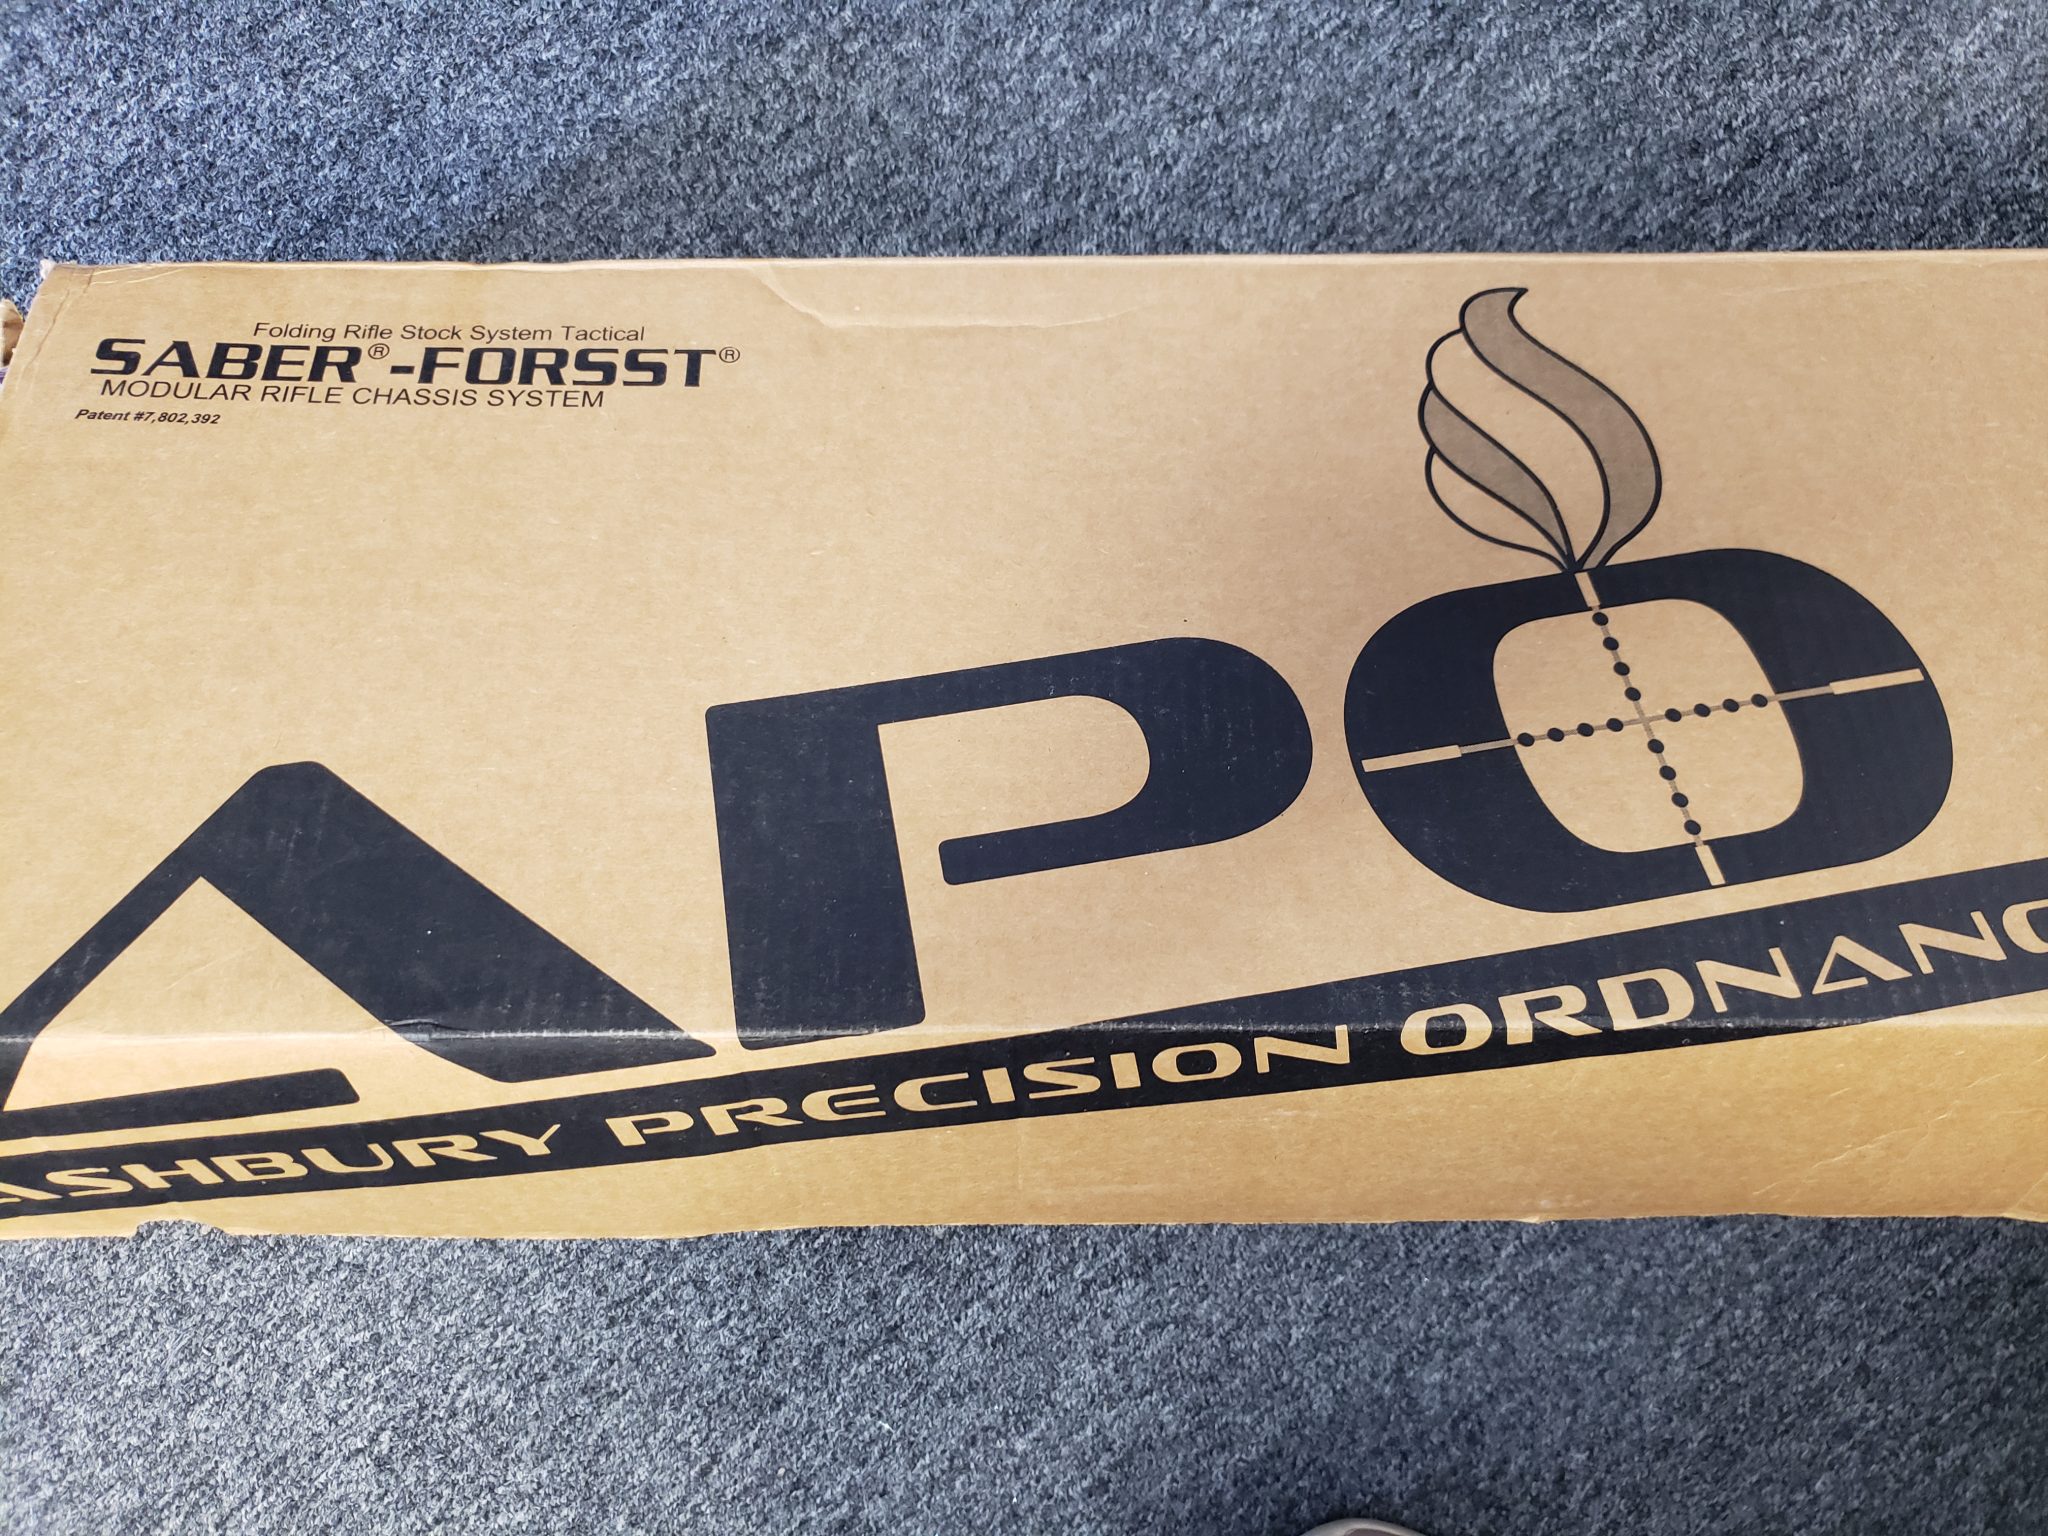 Folding Rifle Stock System Tactical
SABER®-FORSST®
MODULAR RIFLE CHASSIS SYSTEM
Patent #7,802,392
APO
ASHBURY PRECISION ORDNANC